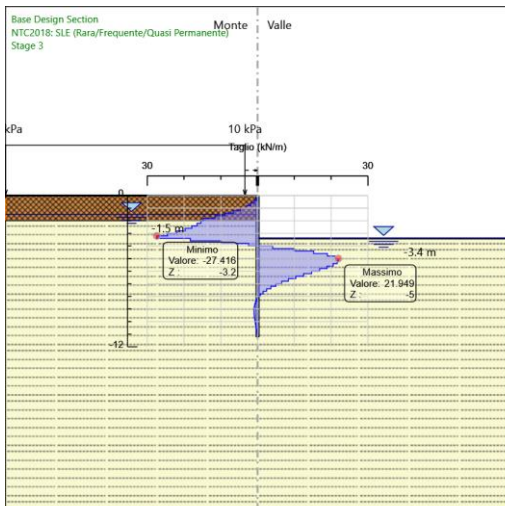 Base Design Section
NTC2018: SLE (Rara/Frequente/Quasi Permanente)
Stage 3
Monte
Valle
kPa
10 kPa
Taglio (kN/m)
30
30
0
-1.5 m
Minimo
Valore: -27.416
Z : -3.2
-3.4 m
Massimo
Valore: 21.949
Z : -5
-12